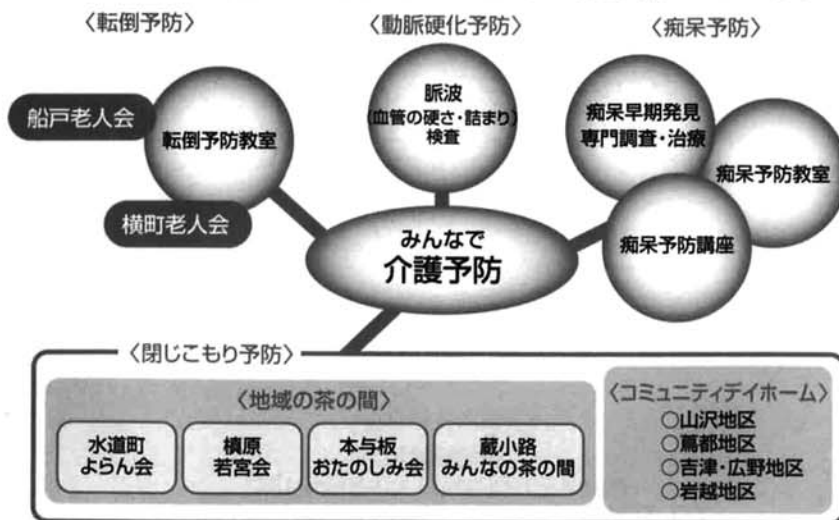 〈転倒予防〉
〈動脈硬化予防〉
〈痴呆予防〉
船戸老人会
転倒予防教室
横町老人会
脈波
(血管の硬さ・詰まり)
検査
痴呆早期発見
専門調査・治療
痴呆予防教室
痴呆予防講座
みんなで
介護予防
〈閉じこもり予防〉
〈地域の茶の間〉
水道町
よらん会
槙原
若宮会
本与板
おたのしみ会
蔵小路
みんなの茶の間
〈コミュニティデイホーム〉
○山沢地区
○蔦都地区
○吉津・広野地区
○岩越地区